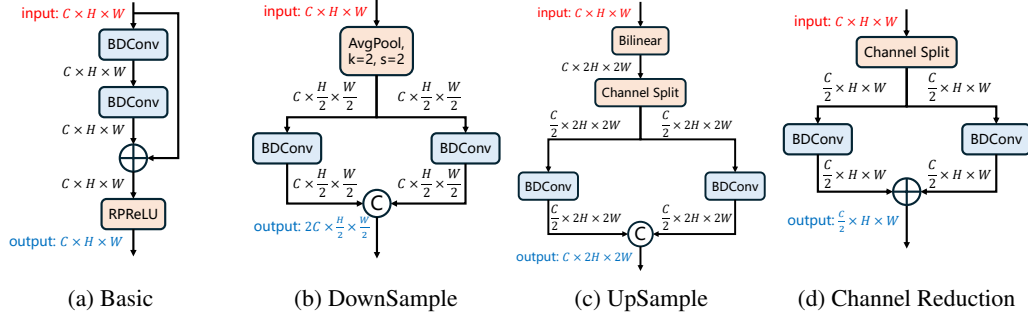 input: C × H × W
BDConv
C × H × W
BDConv
C × H × W
C × H × W
RPReLU
output: C × H × W
(a) Basic
input: C × H × W
AvgPool,
k=2, s=2
C × H/2 × W/2 C × H/2 × W/2
BDConv BDConv
C × H/2 × W/2 C × H/2 × W/2
C
output: 2C × H/2 × W/2
(b) DownSample
input: C × H × W
Bilinear
C × 2H × 2W
Channel Split
C/2 × 2H × 2W C/2 × 2H × 2W
BDConv BDConv
C/2 × 2H × 2W C/2 × 2H × 2W
C
output: C × 2H × 2W
(c) UpSample
input: C × H × W
Channel Split
C/2 × H × W C/2 × H × W
BDConv BDConv
C/2 × H × W C/2 × H × W
output: C/2 × H × W
(d) Channel Reduction